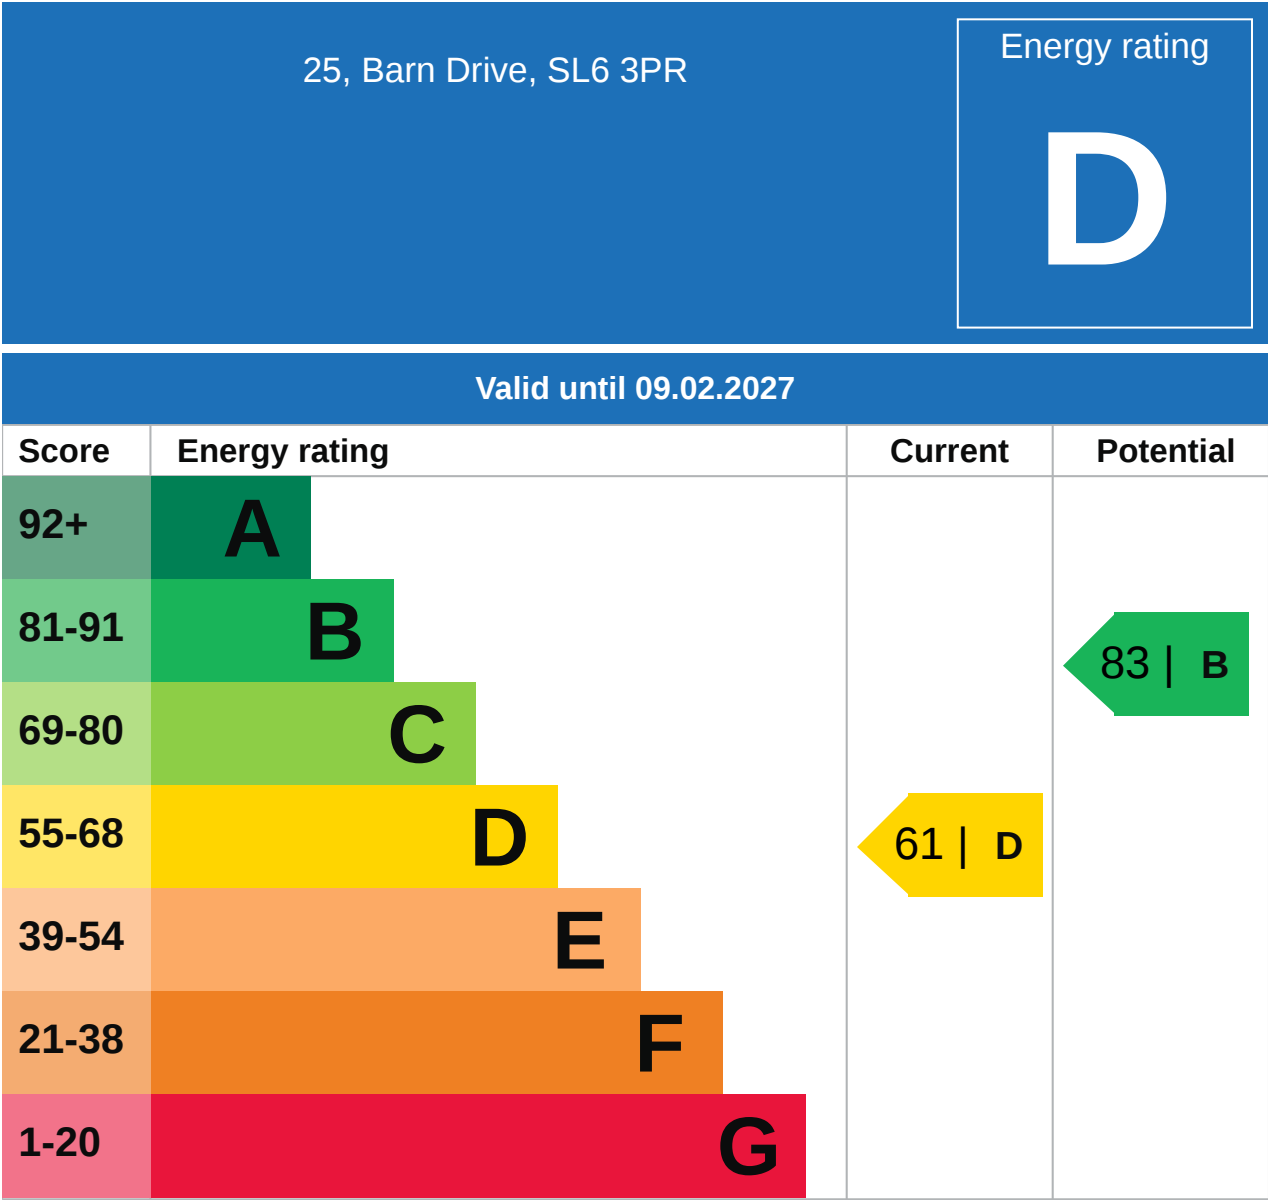 25, Barn Drive, SL6 3PR
Energy rating
D
Valid until 09.02.2027
Score Energy rating Current Potential
92+ A
81-91 B
83 | B
69-80 C
55-68 D
61 | D
39-54 E
21-38 F
1-20 G